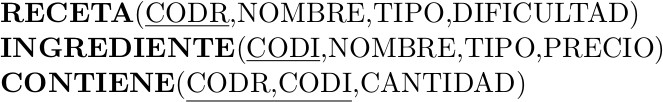 RECETA(CODR,NOMBRE,TIPO,DIFICULTAD)
INGREDIENTE(CODI,NOMBRE,TIPO,PRECIO)
CONTIENE(CODR,CODI,CANTIDAD)